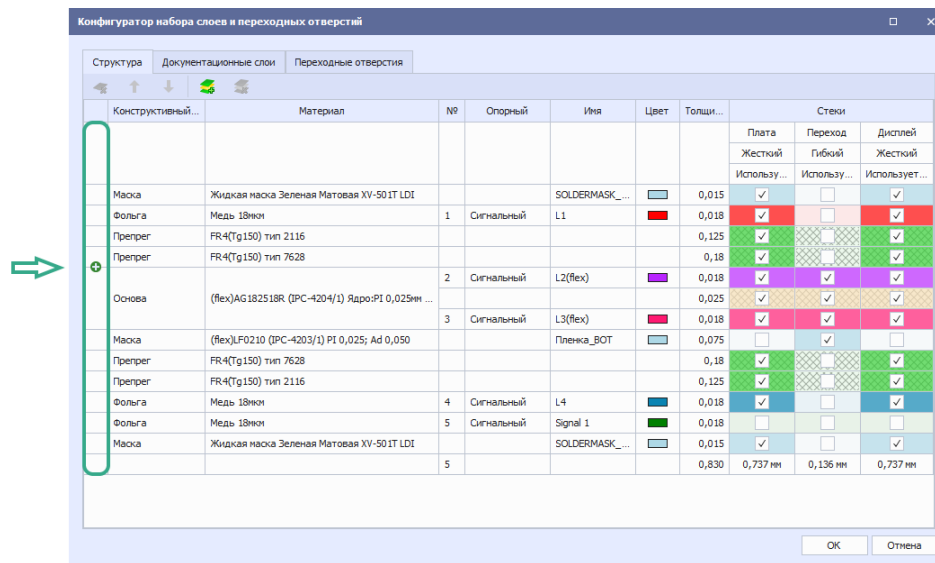 Конфигуратор набора слоев и переходных отверстий
Структура Документационные слои Переходные отверстия
Конструктивный... Материал № Опорный Имя Цвет Толщи... Стеки
Плата Переход Дисплей
Жесткий Гибкий Жесткий
Использу... Использу... Использует...
Маска Жидкая маска Зеленая Матовая XV-501T LDI SOLDERMASK_... 0,015
Фольга Медь 18мкм 1 Сигнальный L1 0,018
Препрег FR4(Tg150) тип 2116 0,125
Препрег FR4(Tg150) тип 7628 0,18
2 Сигнальный L2(flex) 0,018
Основа (flex)AG182518R (IPC-4204/1) Ядро:PI 0,025мм ... 0,025
3 Сигнальный L3(flex) 0,018
Маска (flex)LF0210 (IPC-4203/1) PI 0,025; Ad 0,050 Пленка_BOT 0,075
Препрег FR4(Tg150) тип 7628 0,18
Препрег FR4(Tg150) тип 2116 0,125
Фольга Медь 18мкм 4 Сигнальный L4 0,018
Фольга Медь 18мкм 5 Сигнальный Signal 1 0,018
Маска Жидкая маска Зеленая Матовая XV-501T LDI SOLDERMASK_... 0,015
5 0,830 0,737 мм 0,136 мм 0,737 мм
OK Отмена